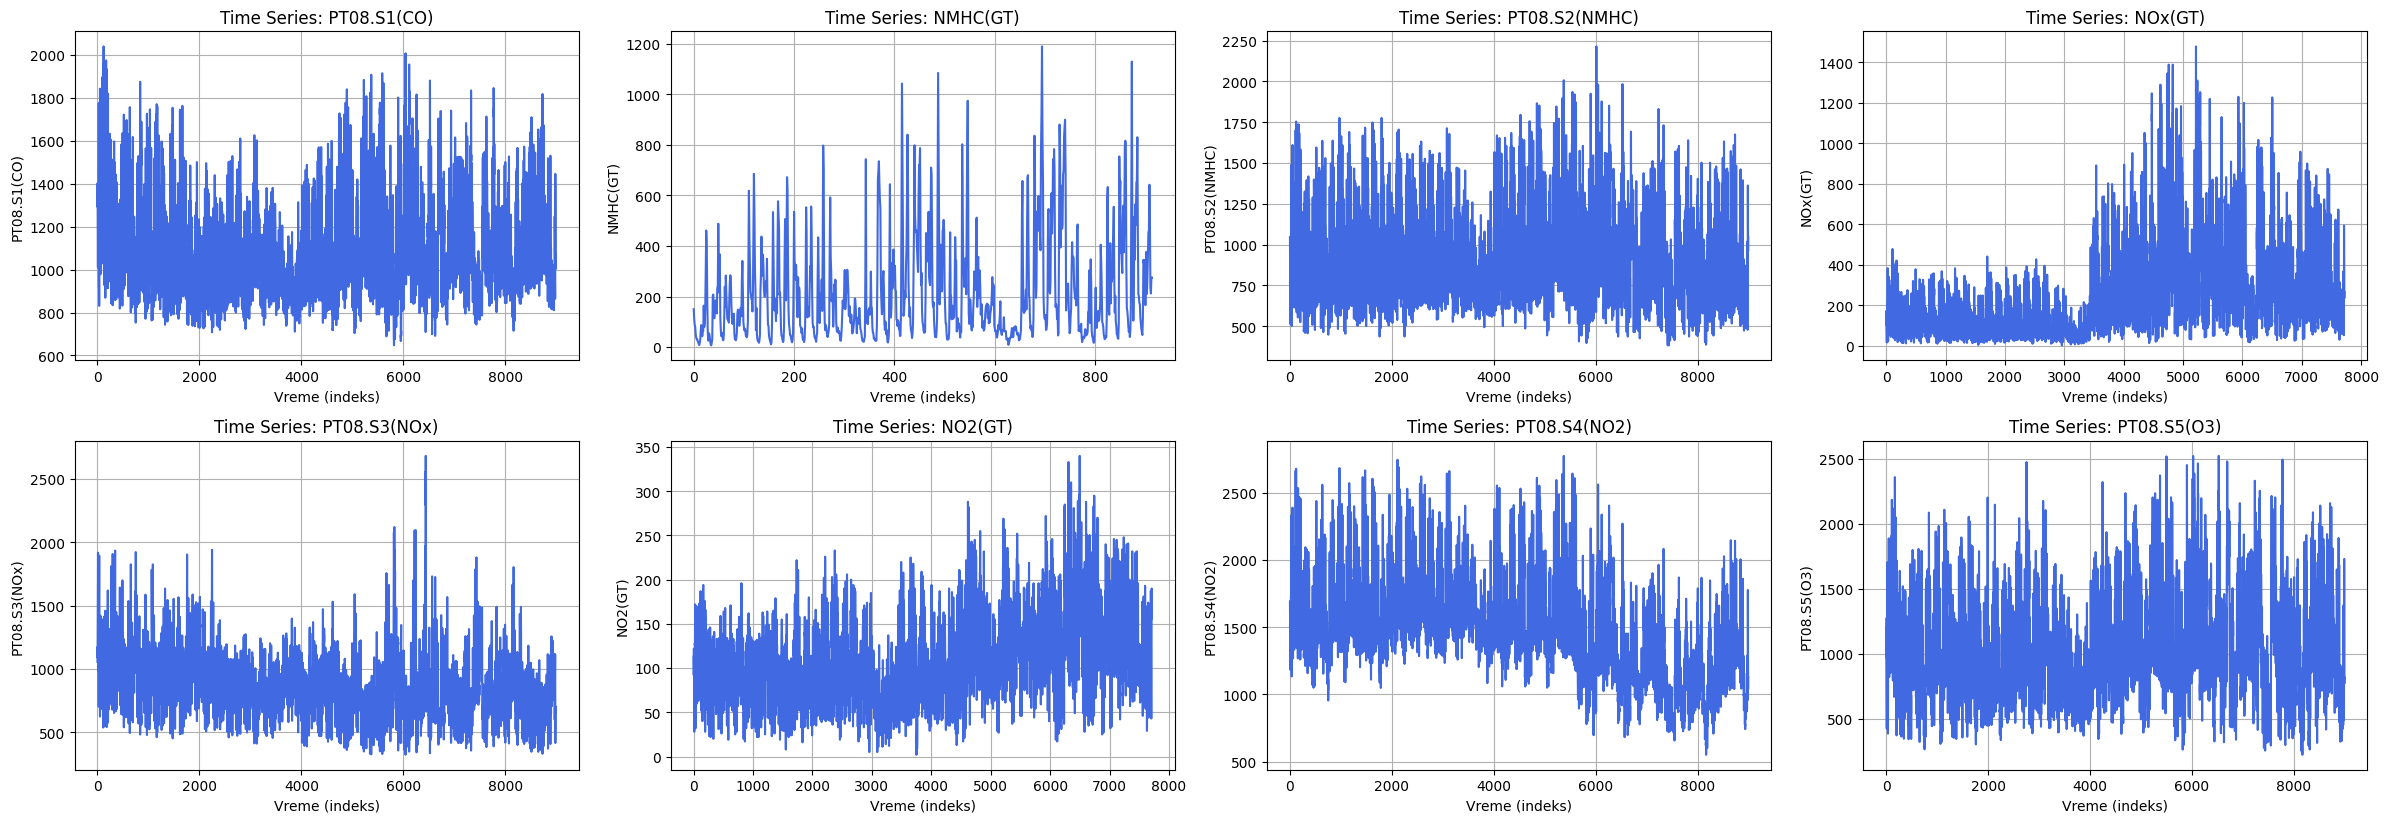 Time Series: PT08.S1(CO)
PT08.S1(CO)
2000
1800
1600
1400
1200
1000
800
600
0 2000 4000 6000 8000
Vreme (indeks)
Time Series: NMHC(GT)
NMHC(GT)
1200
1000
800
600
400
200
0
0 200 400 600 800
Vreme (indeks)
Time Series: PT08.S2(NMHC)
PT08.S2(NMHC)
2250
2000
1750
1500
1250
1000
750
500
0 2000 4000 6000 8000
Vreme (indeks)
Time Series: NOx(GT)
NOx(GT)
1400
1200
1000
800
600
400
200
0
0 1000 2000 3000 4000 5000 6000 7000 8000
Vreme (indeks)
Time Series: PT08.S3(NOx)
PT08.S3(NOx)
2500
2000
1500
1000
500
0 2000 4000 6000 8000
Vreme (indeks)
Time Series: NO2(GT)
NO2(GT)
350
300
250
200
150
100
50
0
0 1000 2000 3000 4000 5000 6000 7000 8000
Vreme (indeks)
Time Series: PT08.S4(NO2)
PT08.S4(NO2)
2500
2000
1500
1000
500
0 2000 4000 6000 8000
Vreme (indeks)
Time Series: PT08.S5(O3)
PT08.S5(O3)
2500
2000
1500
1000
500
0 2000 4000 6000 8000
Vreme (indeks)